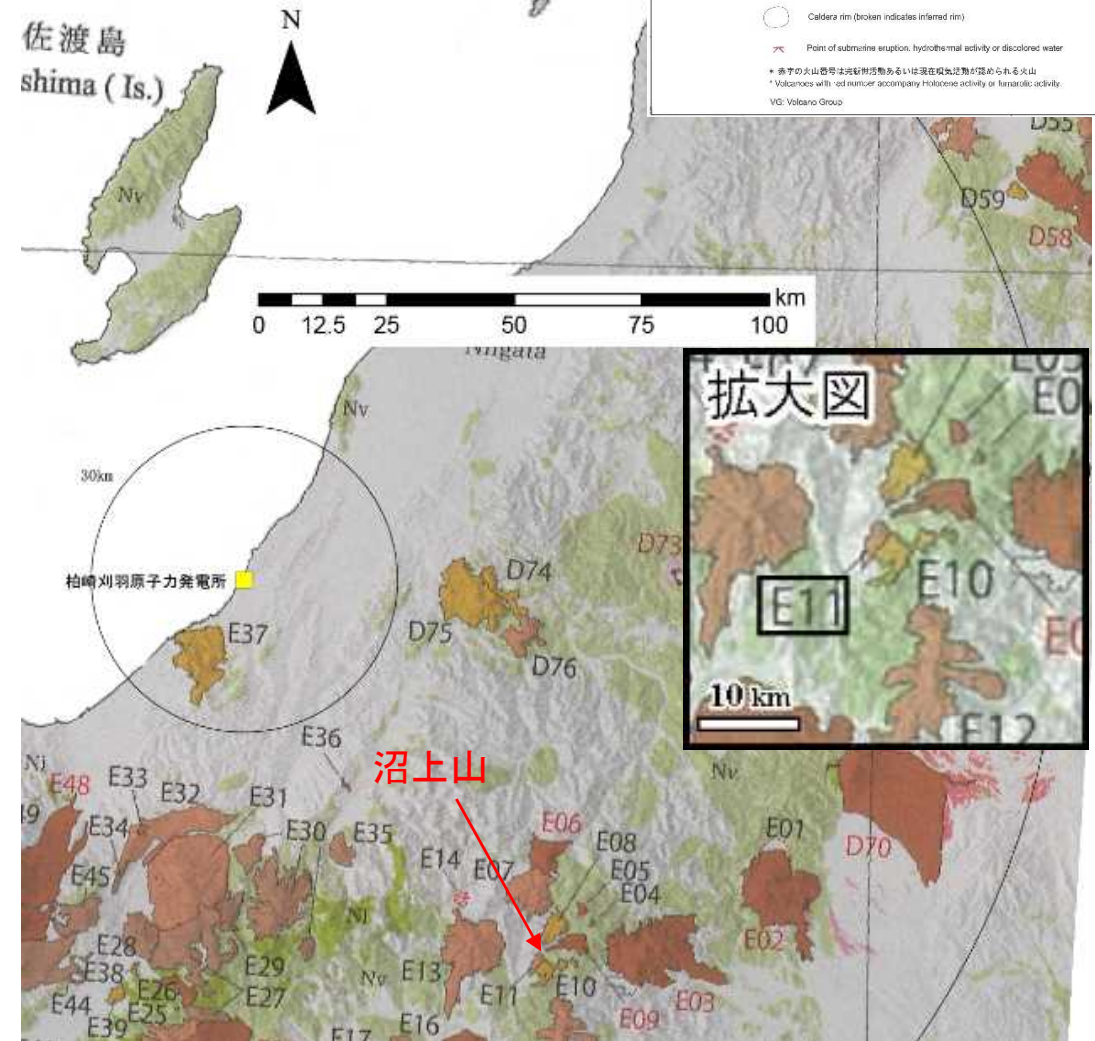 佐渡島
shima ( Is.)
N
Caldera rim (broken indicates inferred rim)
Point of submarine eruption, hydrothermal activity or discolored water
* 赤字の火山番号は完新世活動あるいは現在噴気活動が認められる火山
* Volcanoes with red number accompany Holocene activity or fumarolic activity.
VG: Volcano Group
D55
Nv
D59
D58
km
0 12.5 25 50 75 100
Niigata
拡大図
E05
E0
Nv
30km
E10
E11
E0
10 km
E12
D73
D74
柏崎刈羽原子力発電所
D75
E37
D76
E36
沼上山
Nv
Ni
E48
E33
E32
E31
E30
E35
E34
E45
E14
E07
E06
E08
E05
E04
E01
D70
Ni
E28
E38
E29
Nv
E13
E02
E44
E26
E27
E11
E10
E03
E39
E25
E09
E17
E16